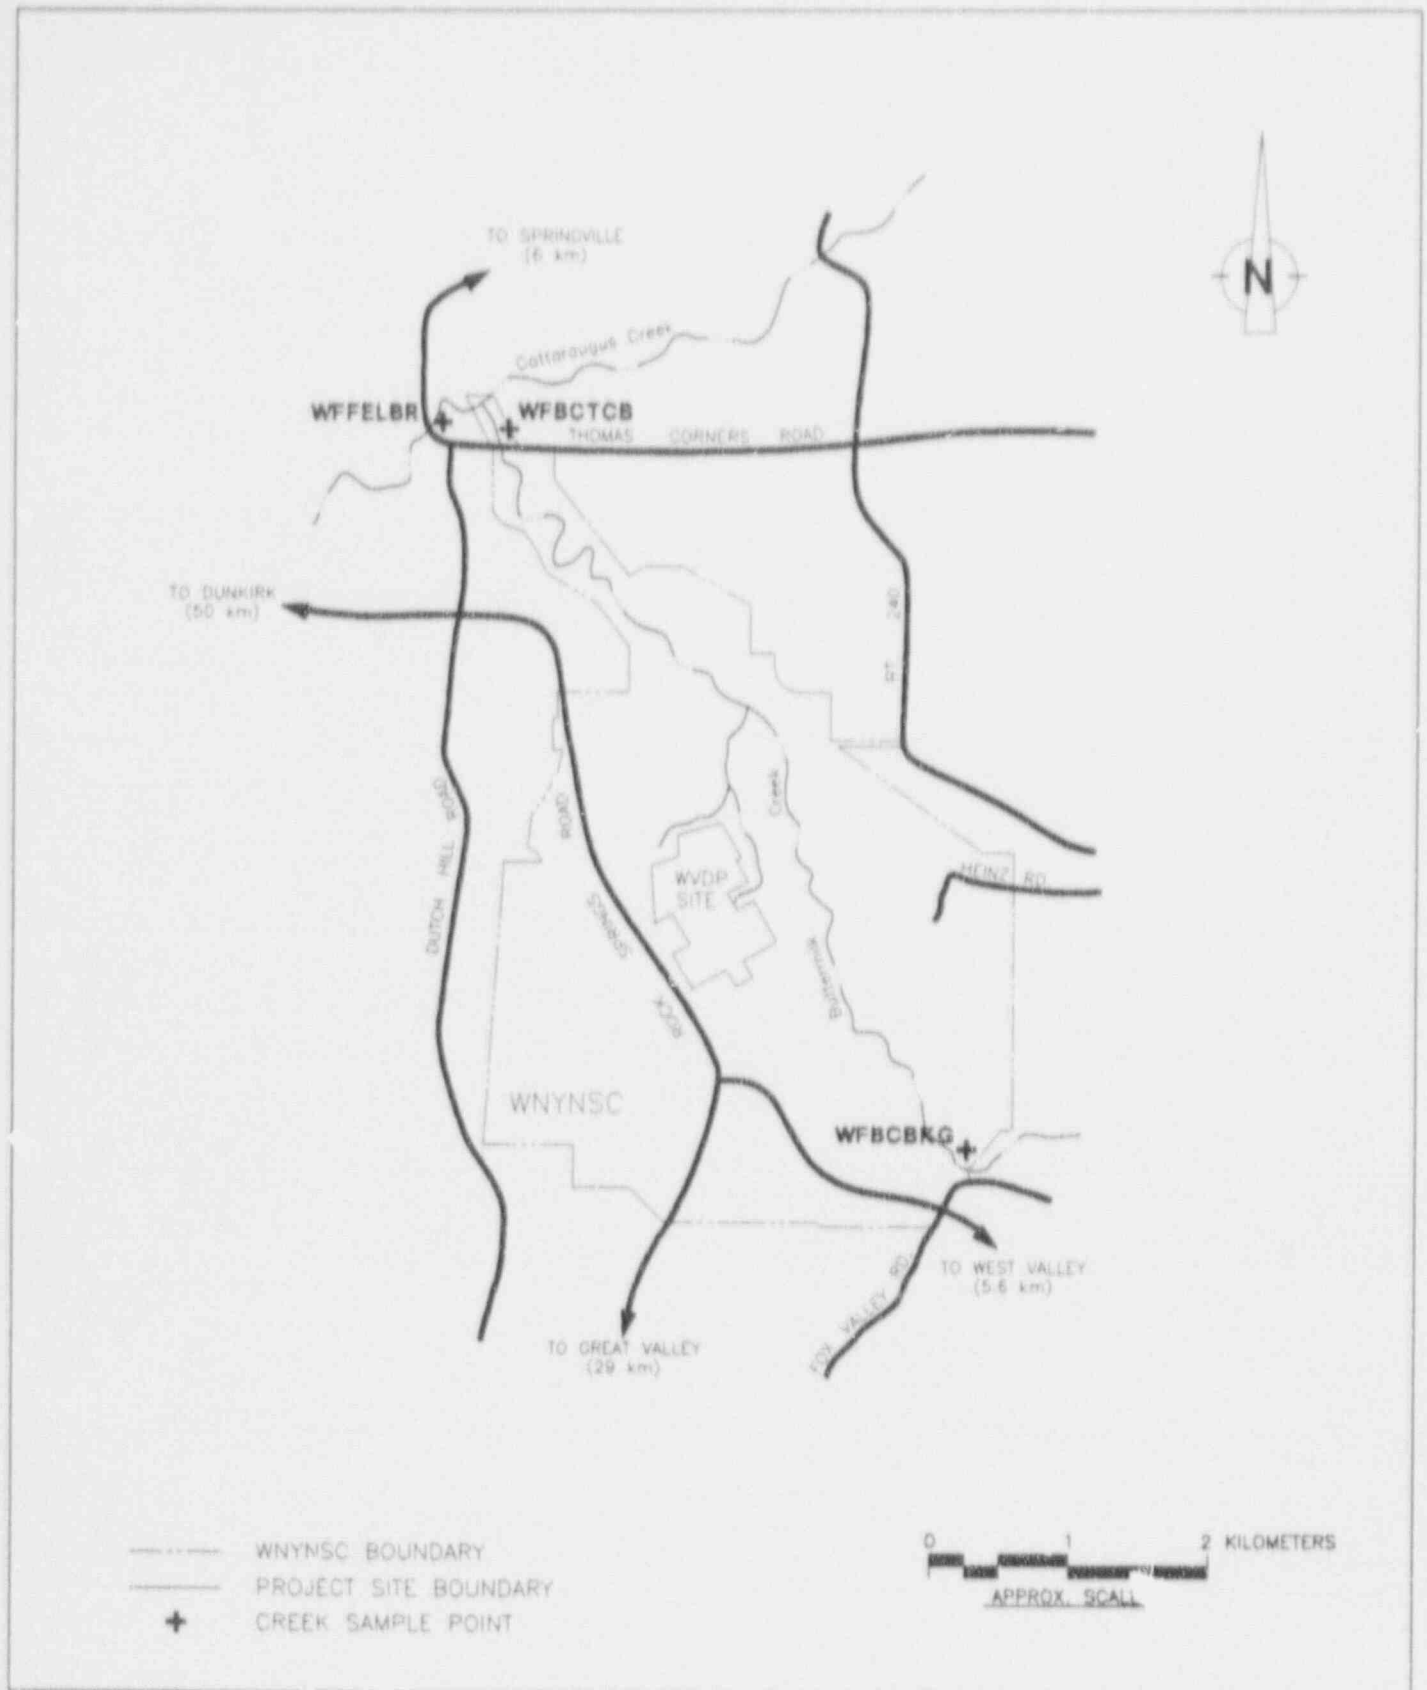 TO SPRINGVILLE
(6 km)
N
Cattaraugus Creek
WFFELBR
WFBCTCB
THOMAS CORNERS ROAD
TO DUNKIRK
(50 km)
RT 240
DUTCH HILL ROAD
ROCK SPRINGS ROAD
Buttermilk Creek
WVDP
SITE
HEINZ RD
WNYNSC
WFBCBKG
TO WEST VALLEY
(5.6 km)
FOX VALLEY RD
TO GREAT VALLEY
(29 km)
WNYNSC BOUNDARY
PROJECT SITE BOUNDARY
CREEK SAMPLE POINT
0 1 2 KILOMETERS
APPROX. SCALE